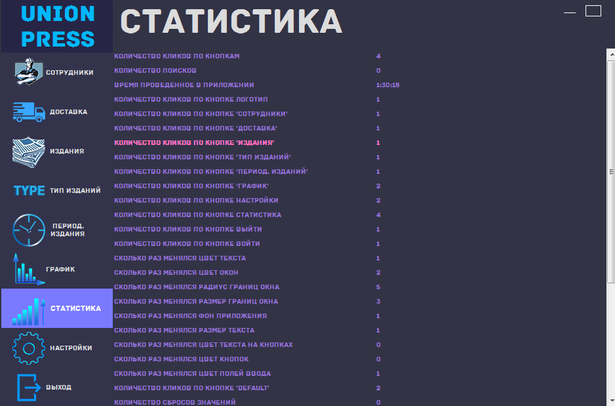 UNION
PRESS
СТАТИСТИКА
СОТРУДНИКИ
ДОСТАВКА
ИЗДАНИЯ
TYPE ТИП ИЗДАНИЙ
ПЕРИОД.
ИЗДАНИЯ
ГРАФИК
СТАТИСТИКА
НАСТРОЙКИ
ВЫХОД
КОЛИЧЕСТВО КЛИКОВ ПО КНОПКАМ 4
КОЛИЧЕСТВО ПОИСКОВ 0
ВРЕМЯ ПРОВЕДЕННОЕ В ПРИЛОЖЕНИИ 1:30:18
КОЛИЧЕСТВО КЛИКОВ ПО КНОПКЕ ЛОГОТИП 1
КОЛИЧЕСТВО КЛИКОВ ПО КНОПКЕ "СОТРУДНИКИ" 1
КОЛИЧЕСТВО КЛИКОВ ПО КНОПКЕ "ДОСТАВКА" 1
КОЛИЧЕСТВО КЛИКОВ ПО КНОПКЕ "ИЗДАНИЯ" 1
КОЛИЧЕСТВО КЛИКОВ ПО КНОПКЕ "ТИП ИЗДАНИЙ" 1
КОЛИЧЕСТВО КЛИКОВ ПО КНОПКЕ "ПЕРИОД. ИЗДАНИЙ" 1
КОЛИЧЕСТВО КЛИКОВ ПО КНОПКЕ "ГРАФИК" 2
КОЛИЧЕСТВО КЛИКОВ ПО КНОПКЕ НАСТРОЙКИ 2
КОЛИЧЕСТВО КЛИКОВ ПО КНОПКЕ СТАТИСТИКА 4
КОЛИЧЕСТВО КЛИКОВ ПО КНОПКЕ ВЫЙТИ 1
КОЛИЧЕСТВО КЛИКОВ ПО КНОПКЕ ВОЙТИ 1
СКОЛЬКО РАЗ МЕНЯЛСЯ ЦВЕТ ТЕКСТА 1
СКОЛЬКО РАЗ МЕНЯЛСЯ ЦВЕТ ОКОН 2
СКОЛЬКО РАЗ МЕНЯЛСЯ РАДИУС ГРАНИЦ ОКНА 5
СКОЛЬКО РАЗ МЕНЯЛСЯ РАЗМЕР ГРАНИЦ ОКНА 3
СКОЛЬКО РАЗ МЕНЯЛСЯ ФОН ПРИЛОЖЕНИЯ 1
СКОЛЬКО РАЗ МЕНЯЛСЯ РАЗМЕР ТЕКСТА 1
СКОЛЬКО РАЗ МЕНЯЛСЯ ЦВЕТ ТЕКСТА НА КНОПКАХ 0
СКОЛЬКО РАЗ МЕНЯЛСЯ ЦВЕТ КНОПОК 0
СКОЛЬКО РАЗ МЕНЯЛСЯ ЦВЕТ ПОЛЕЙ ВВОДА 1
КОЛИЧЕСТВО КЛИКОВ ПО КНОПКЕ "DEFAULT" 2
КОЛИЧЕСТВО СБРОСОВ ЗНАЧЕНИЙ 0